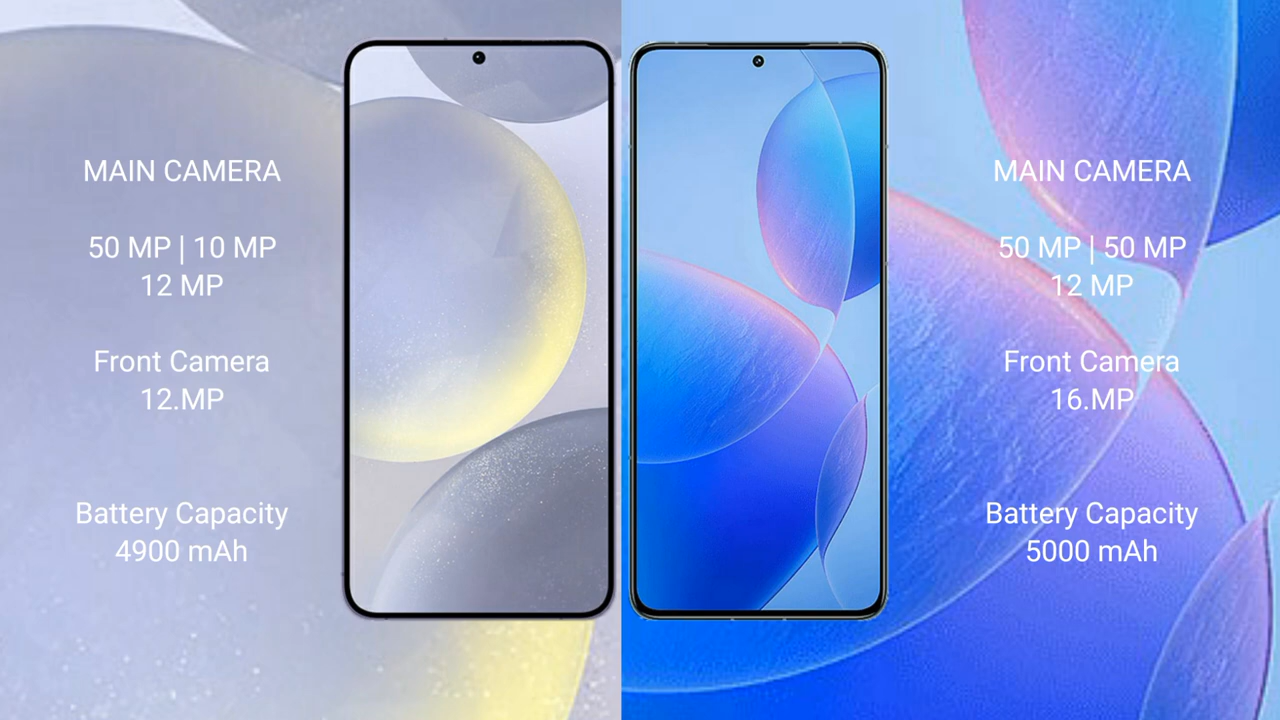 MAIN CAMERA
50 MP | 10 MP
12 MP
Front Camera
12.MP
Battery Capacity
4900 mAh
MAIN CAMERA
50 MP | 50 MP
12 MP
Front Camera
16.MP
Battery Capacity
5000 mAh